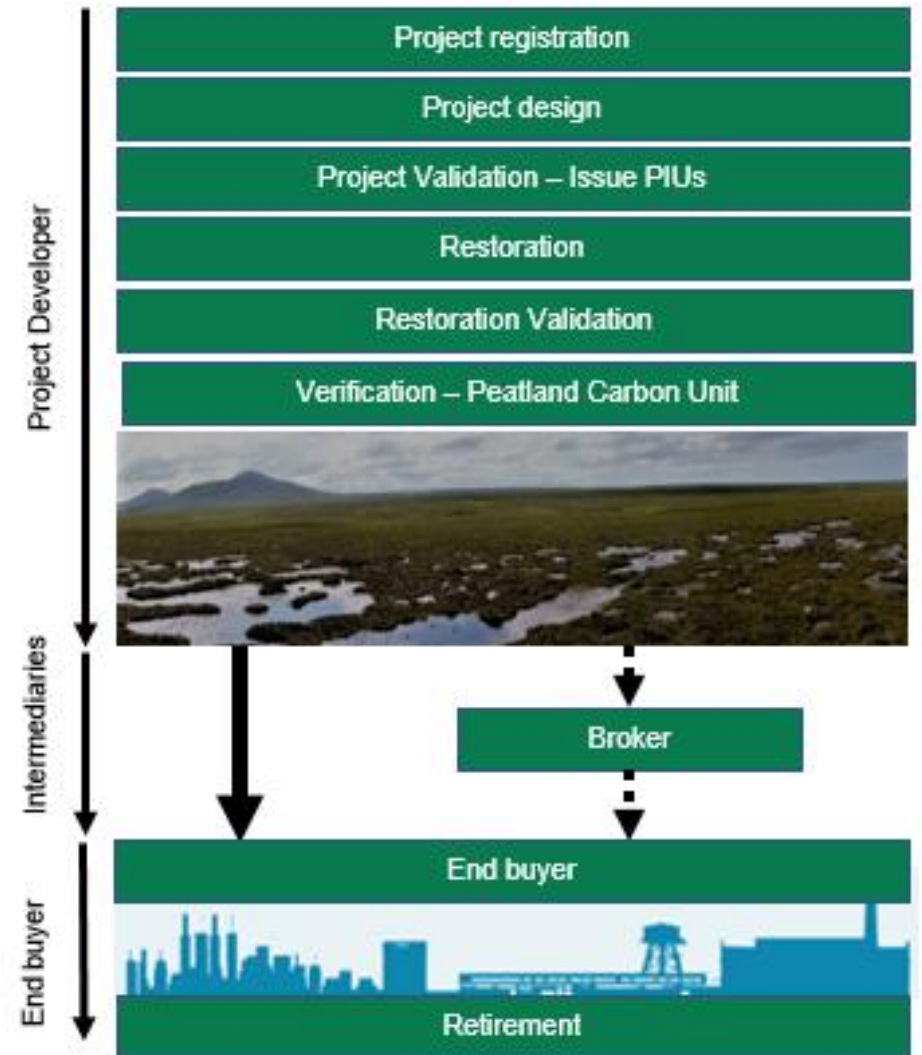 Project registration
Project design
Project Validation – Issue PIUs
Restoration
Restoration Validation
Verification – Peatland Carbon Unit
Project Developer
Intermediaries
Broker
End buyer
End buyer
Retirement